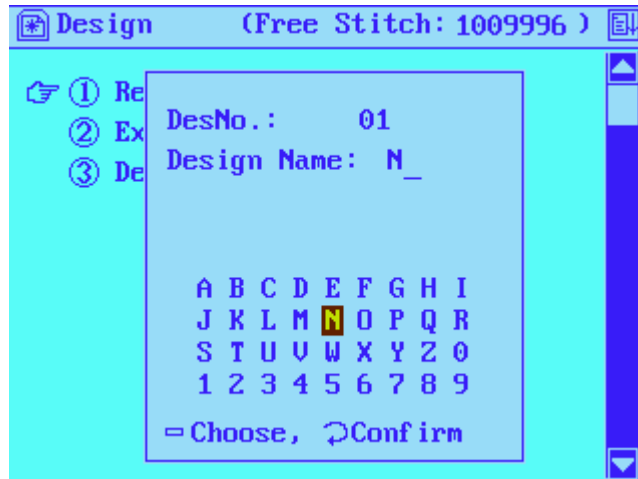 Design (Free Stitch: 1009996 )
① Re
② Ex
③ De
DesNo.: 01
Design Name: N_
A B C D E F G H I
J K L M N O P Q R
S T U V W X Y Z 0
1 2 3 4 5 6 7 8 9
Choose, Confirm